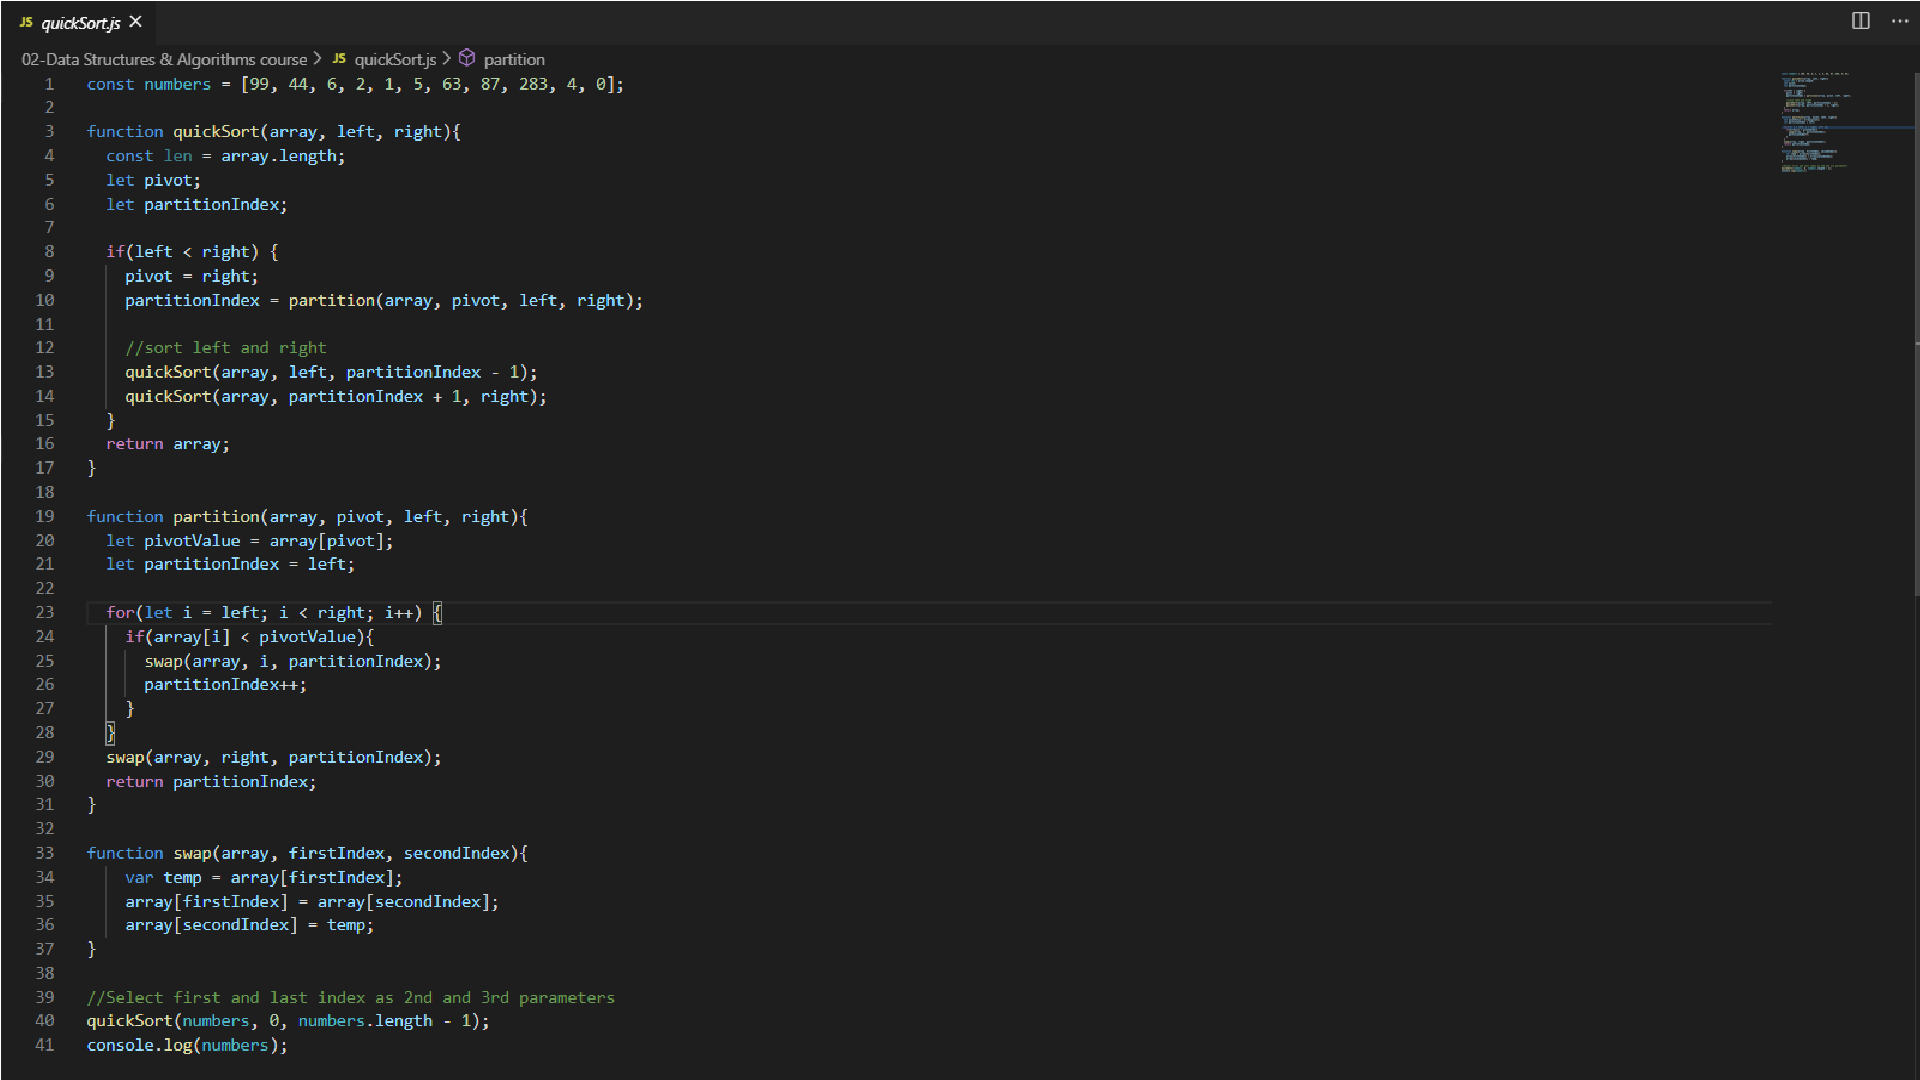 JS quickSort.js
02-Data Structures & Algorithms course > JS quickSort.js > partition
1 const numbers = [99, 44, 6, 2, 1, 5, 63, 87, 283, 4, 0];
2
3 function quickSort(array, left, right){
4   const len = array.length;
5   let pivot;
6   let partitionIndex;
7
8   if(left < right) {
9     pivot = right;
10     partitionIndex = partition(array, pivot, left, right);
11
12     //sort left and right
13     quickSort(array, left, partitionIndex - 1);
14     quickSort(array, partitionIndex + 1, right);
15   }
16   return array;
17 }
18
19 function partition(array, pivot, left, right){
20   let pivotValue = array[pivot];
21   let partitionIndex = left;
22
23   for(let i = left; i < right; i++) {
24     if(array[i] < pivotValue){
25       swap(array, i, partitionIndex);
26       partitionIndex++;
27     }
28   }
29   swap(array, right, partitionIndex);
30   return partitionIndex;
31 }
32
33 function swap(array, firstIndex, secondIndex){
34     var temp = array[firstIndex];
35     array[firstIndex] = array[secondIndex];
36     array[secondIndex] = temp;
37 }
38
39 //Select first and last index as 2nd and 3rd parameters
40 quickSort(numbers, 0, numbers.length - 1);
41 console.log(numbers);